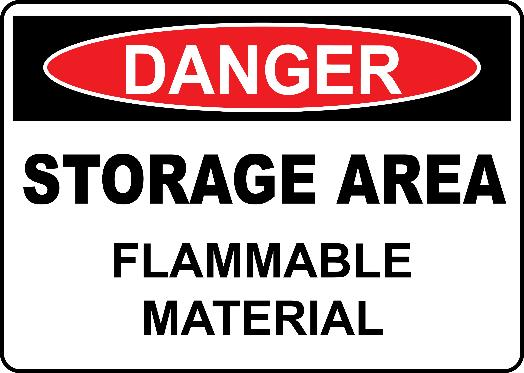 DANGER
STORAGE AREA
FLAMMABLE
MATERIAL